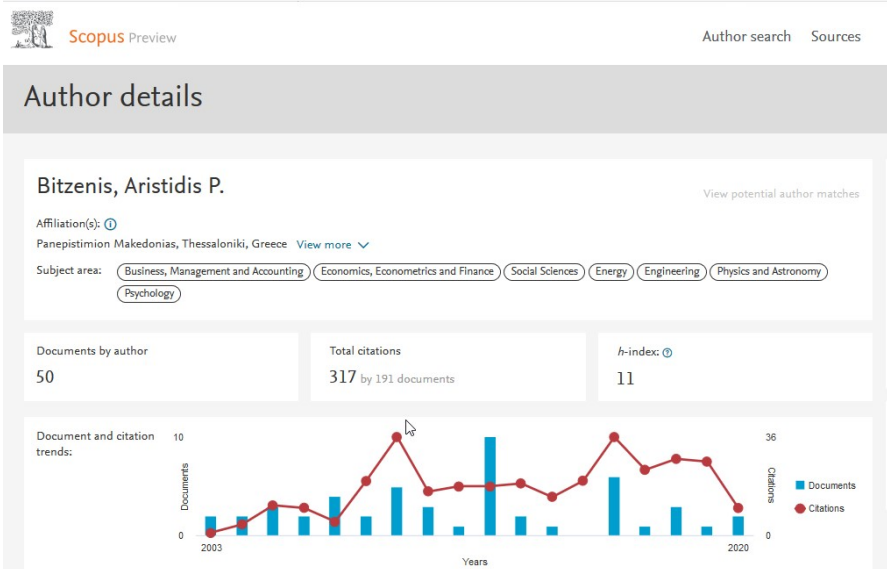 Scopus Preview
Author search Sources
Author details
Bitzenis, Aristidis P.
View potential author matches
Affiliation(s):
Panepistimion Makedonias, Thessaloniki, Greece View more
Subject area: Business, Management and Accounting Economics, Econometrics and Finance Social Sciences Energy Engineering Physics and Astronomy
Psychology
Documents by author
50
Total citations
317 by 191 documents
h-index:
11
Document and citation trends:
10
0
Documents
2003
2020
Years
36
0
Citations
Documents
Citations